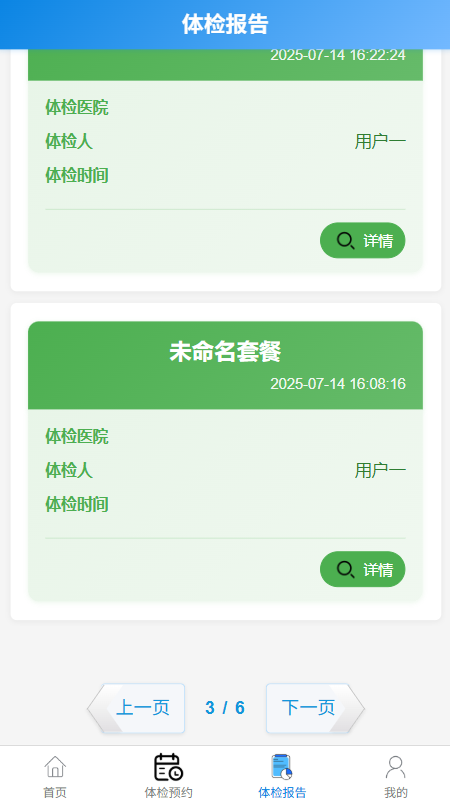 体检报告
2025-07-14 16:22:24
体检医院
体检人 用户一
体检时间
详情
未命名套餐
2025-07-14 16:08:16
体检医院
体检人 用户一
体检时间
详情
上一页 3 / 6 下一页
首页 体检预约 体检报告 我的